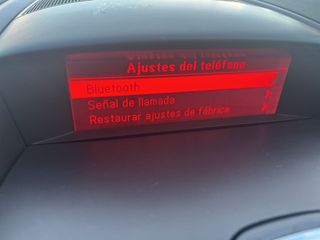 Ajustes del teléfono
Bluetooth
Señal de llamada
Restaurar ajustes de fábrica